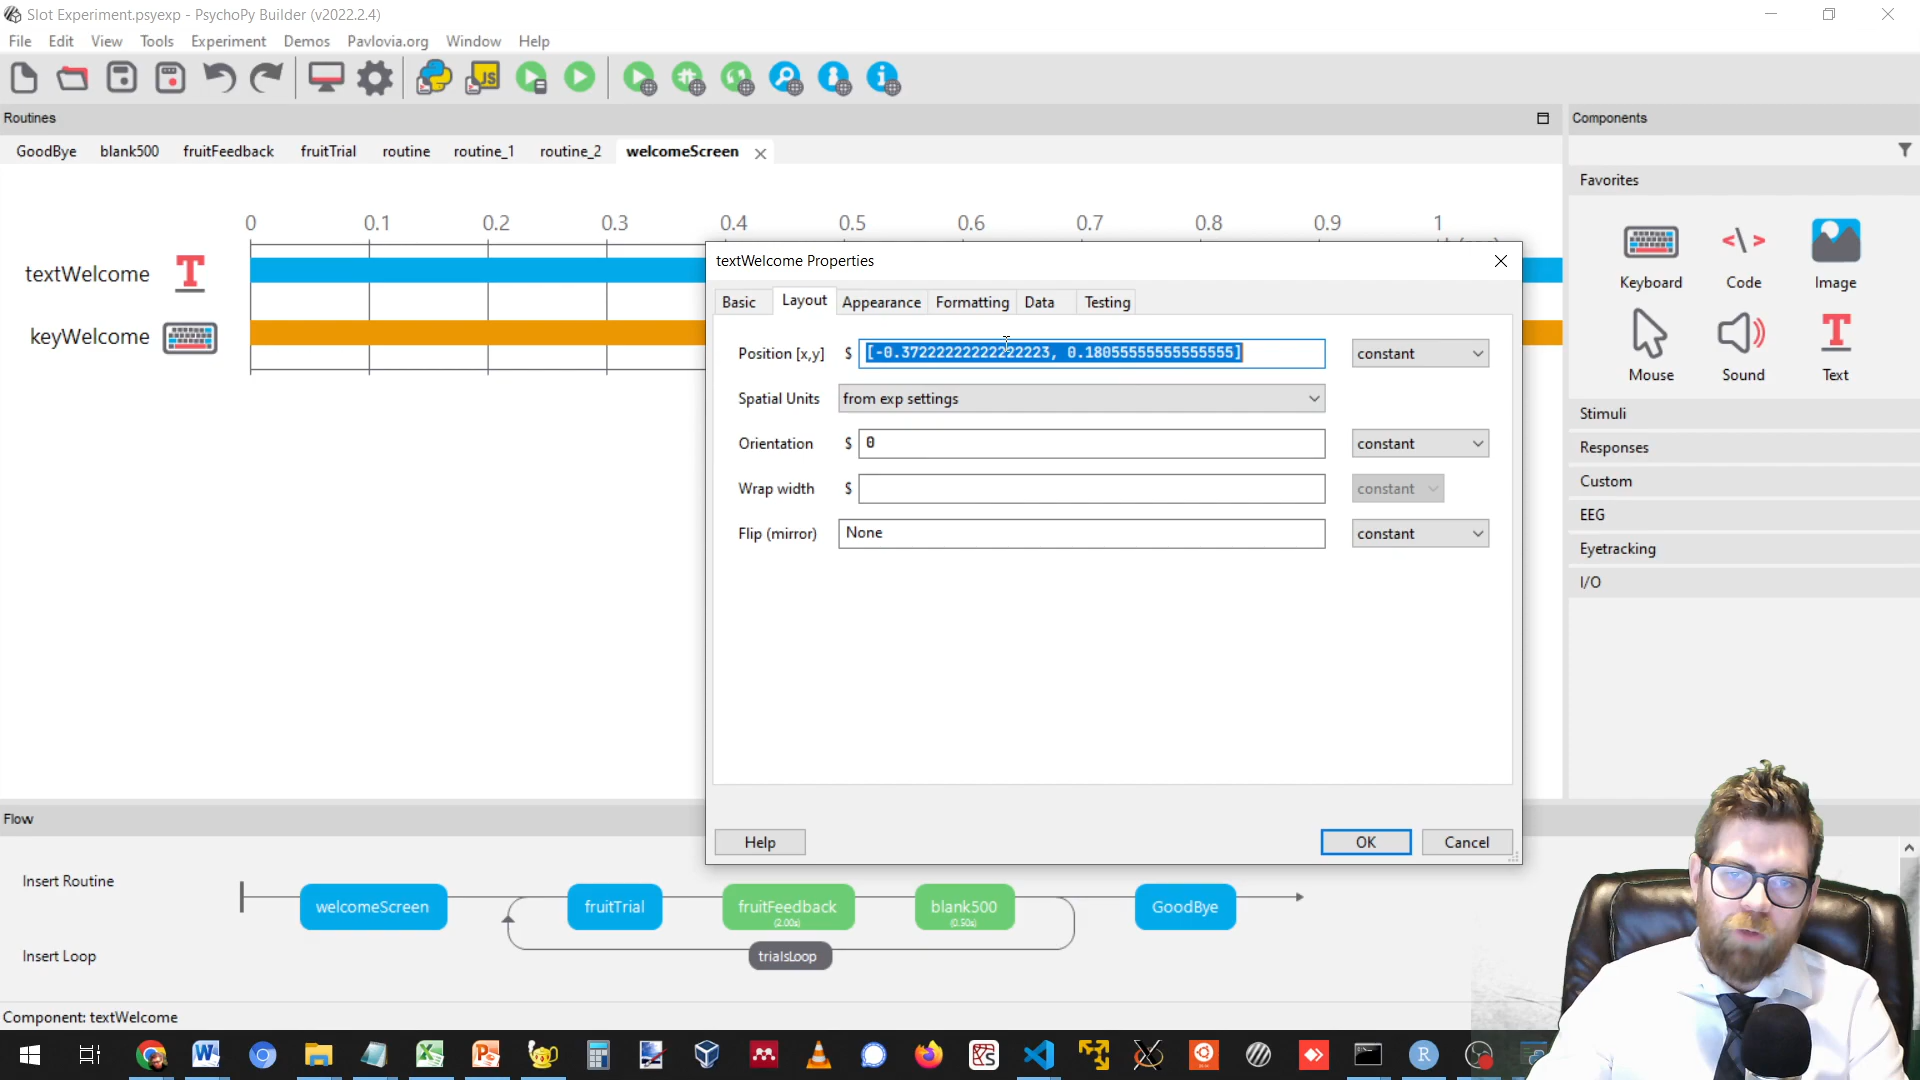 Slot Experiment.psyexp - PsychoPy Builder (v2022.2.4)
File Edit View Tools Experiment Demos Pavlovia.org Window Help
JS
Routines
Components
GoodBye blank500 fruitFeedback fruitTrial routine routine_1 routine_2 welcomeScreen
Favorites
0 0.1 0.2 0.3 0.4 0.5 0.6 0.7 0.8 0.9 1
textWelcome T
keyWelcome
textWelcome Properties
Basic Layout Appearance Formatting Data Testing
Position [x,y] $ [-0.37222222222222223, 0.18055555555555555] constant
Spatial Units from exp settings
Orientation $ 0 constant
Wrap width $ constant
Flip (mirror) None constant
Help OK Cancel
Keyboard Code Image
Mouse Sound Text
Stimuli
Responses
Custom
EEG
Eyetracking
I/O
Flow
Insert Routine
Insert Loop
welcomeScreen fruitTrial fruitFeedback blank500 GoodBye
(2.00s) (0.50s)
trialsLoop
Component: textWelcome